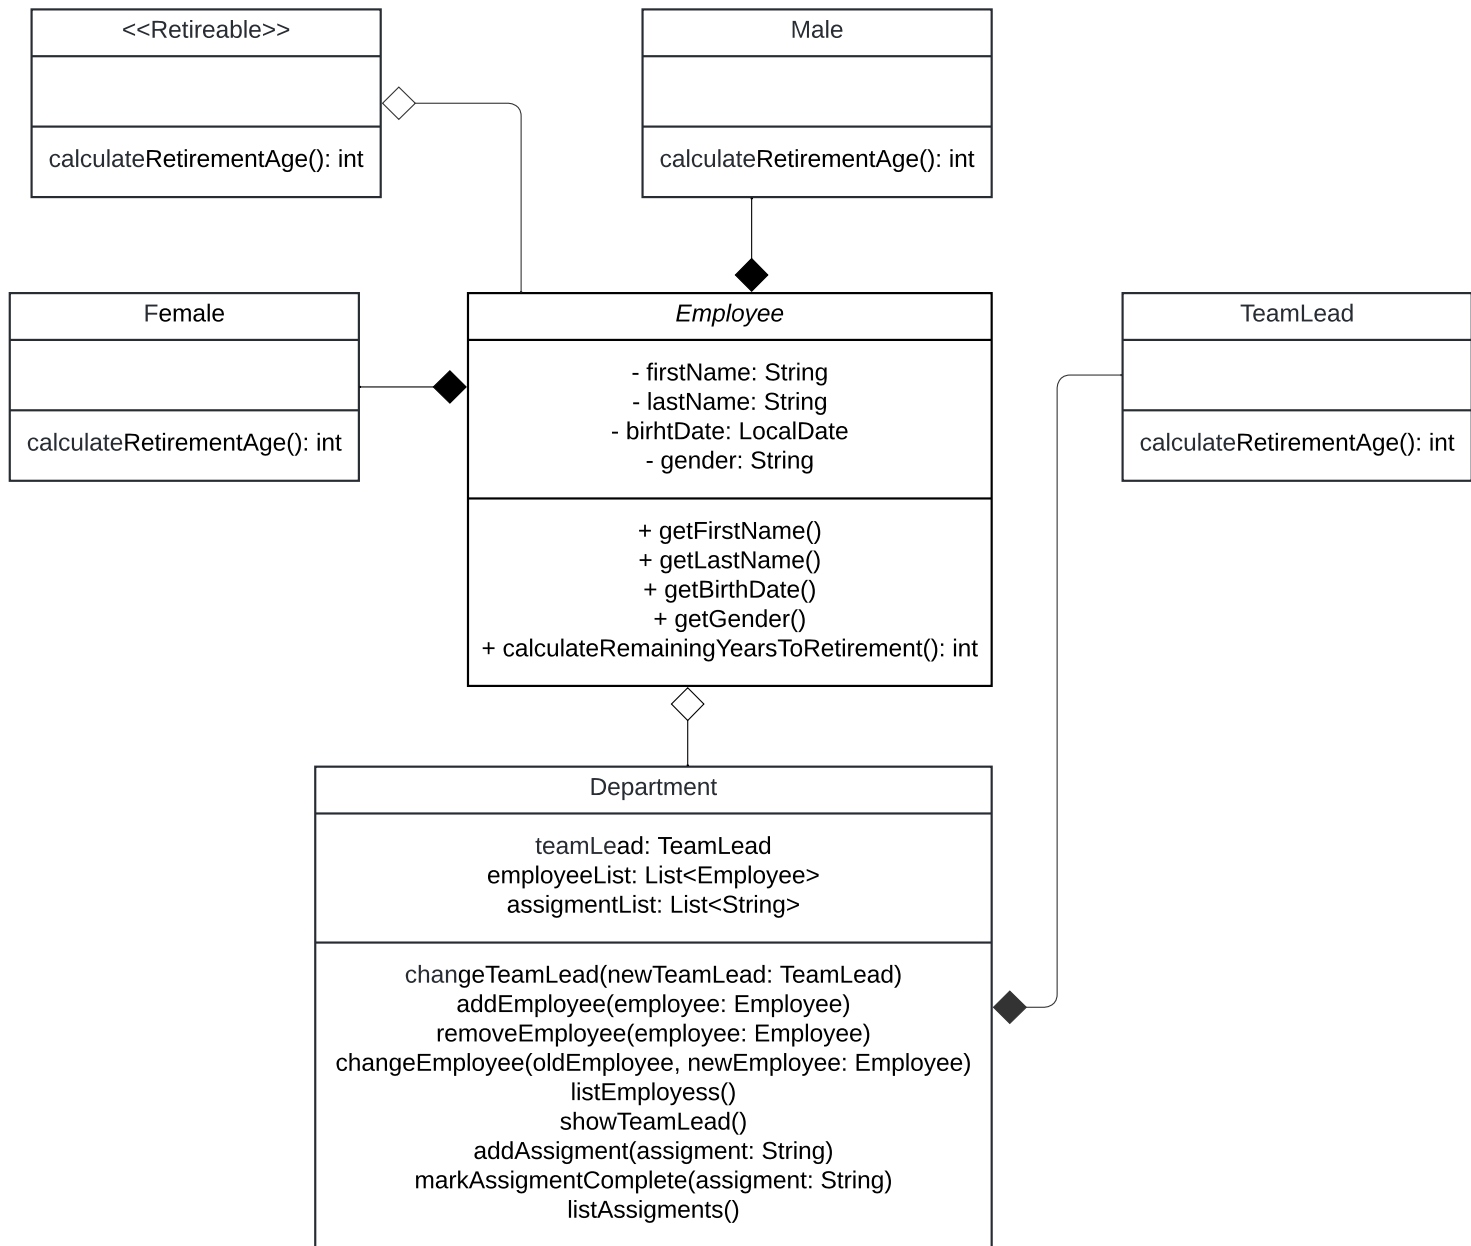 <<Retireable>>
calculateRetirementAge(): int
Male
calculateRetirementAge(): int
Female
calculateRetirementAge(): int
Employee
- firstName: String
- lastName: String
- birhtDate: LocalDate
- gender: String
+ getFirstName()
+ getLastName()
+ getBirthDate()
+ getGender()
+ calculateRemainingYearsToRetirement(): int
TeamLead
calculateRetirementAge(): int
Department
teamLead: TeamLead
employeeList: List<Employee>
assigmentList: List<String>
changeTeamLead(newTeamLead: TeamLead)
addEmployee(employee: Employee)
removeEmployee(employee: Employee)
changeEmployee(oldEmployee, newEmployee: Employee)
listEmployess()
showTeamLead()
addAssigment(assigment: String)
markAssigmentComplete(assigment: String)
listAssigments()